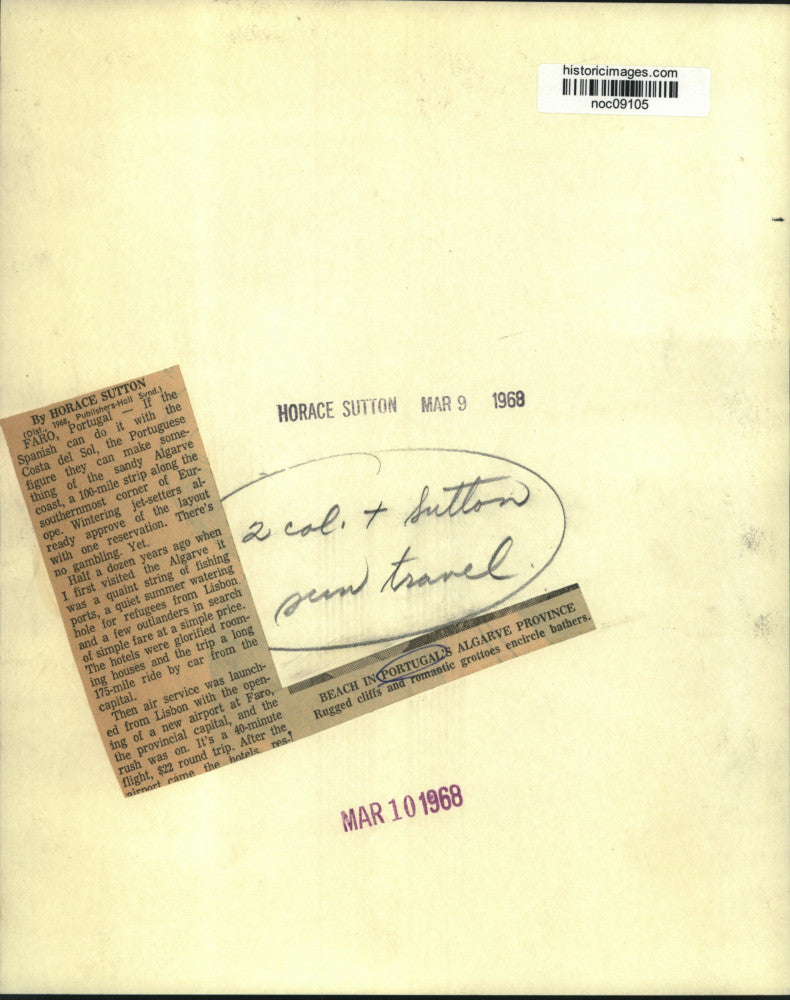 historicimages.com
noc09105
HORACE SUTTON MAR 9 1968
By HORACE SUTTON
(Dist., 1968, Publishers-Hall Synd.)
FARO, Portugal — If the
Spanish can do it with the
Costa del Sol, the Portuguese
figure they can make some-
thing of the sandy Algarve
coast, a 100-mile strip along the
southernmost corner of Eur-
ope. Wintering jet-setters al-
ready approve of the layout
with one reservation. There's
no gambling. Yet.
Half a dozen years ago when
I first visited the Algarve it
was a quaint string of fishing
ports, a quiet summer watering
hole for refugees from Lisbon
and a few outlanders in search
of simple fare at a simple price.
The hotels were glorified room-
ing houses and the trip a long
175-mile ride by car from the
capital.
Then air service was launch-
ed from Lisbon with the open-
ing of a new airport at Faro,
the provincial capital, and the
rush was on. It's a 40-minute
flight, $22 round trip. After the
airport came the hotels, res-
2 col. + Sutton
sun travel
BEACH IN PORTUGAL'S ALGARVE PROVINCE
Rugged cliffs and romantic grottoes encircle bathers.
MAR 10 1968